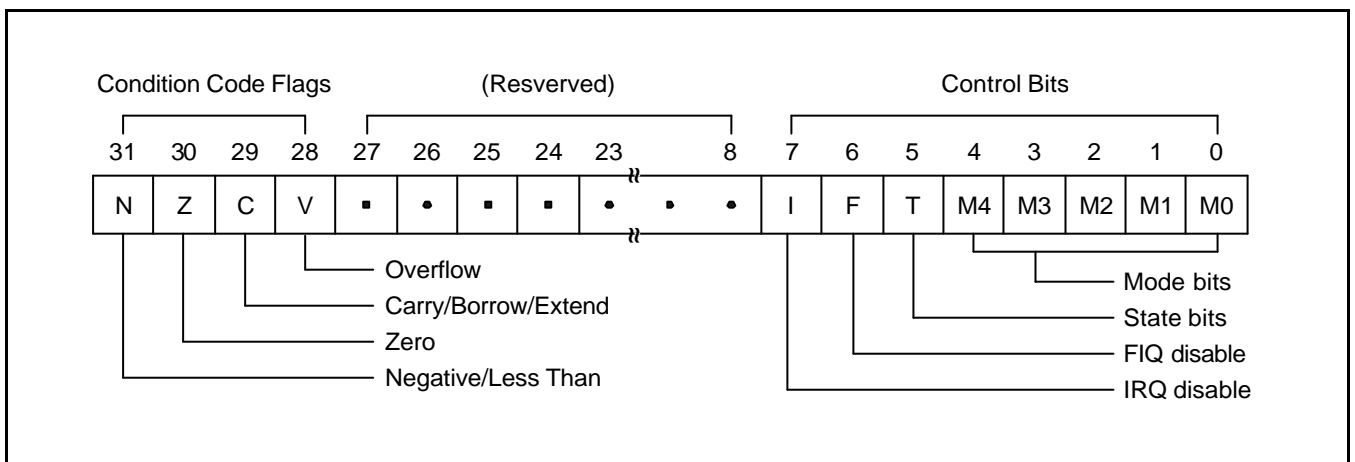 Condition Code Flags (Resverved) Control Bits
31 30 29 28 27 26 25 24 23 8 7 6 5 4 3 2 1 0
N Z C V I F T M4 M3 M2 M1 M0
Overflow
Carry/Borrow/Extend
Zero
Negative/Less Than
Mode bits
State bits
FIQ disable
IRQ disable